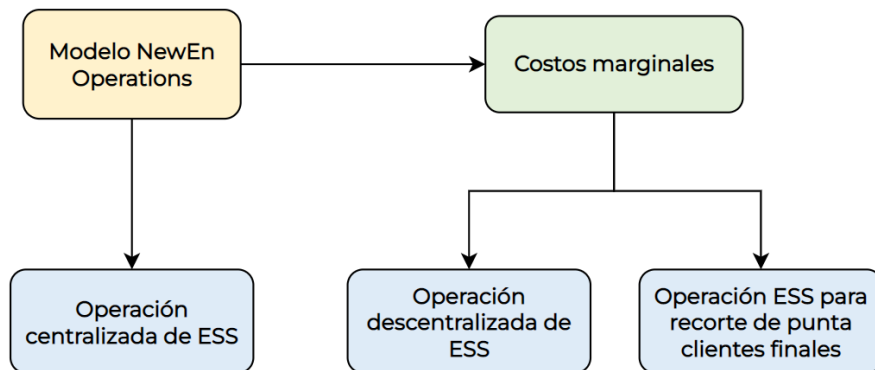 Modelo NewEn
Operations
Costos marginales
Operación
centralizada de ESS
Operación
descentralizada de
ESS
Operación ESS para
recorte de punta
clientes finales